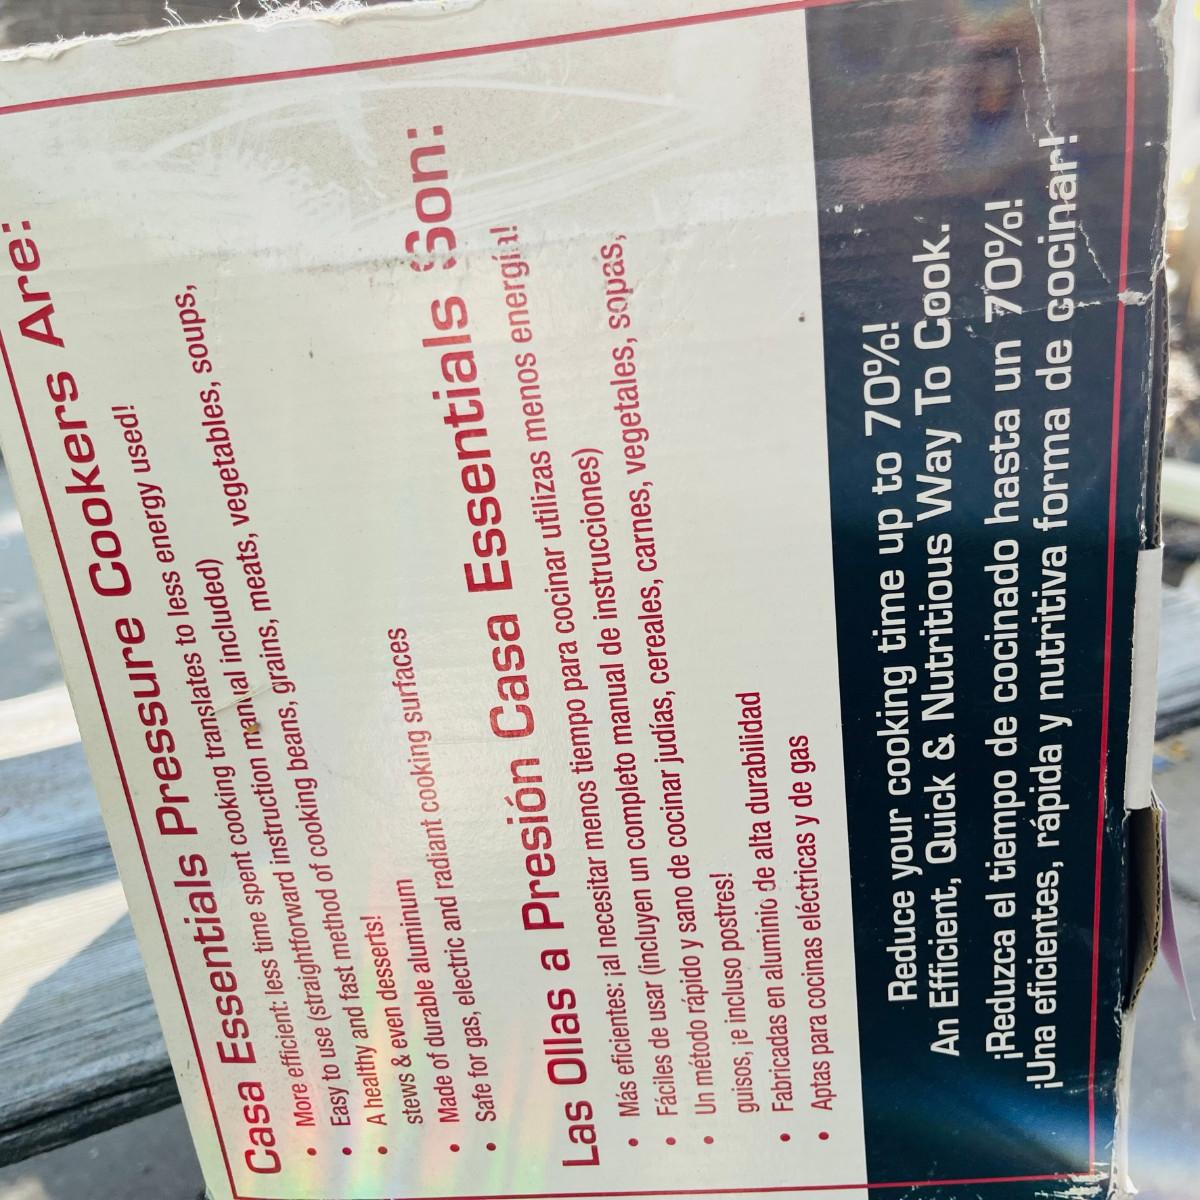 Casa Essentials Pressure Cookers Are:
• More efficient: less time spent cooking translates to less energy used!
• Easy to use (straightforward instruction manual included)
• A healthy and fast method of cooking beans, grains, meats, vegetables, soups,
stews & even desserts!
• Made of durable aluminum
• Safe for gas, electric and radiant cooking surfaces
Las Ollas a Presión Casa Essentials Son:
• Más eficientes: ¡al necesitar menos tiempo para cocinar utilizas menos energía!
• Fáciles de usar (incluyen un completo manual de instrucciones)
• Un método rápido y sano de cocinar judías, cereales, carnes, vegetales, sopas,
guisos, ¡e incluso postres!
• Fabricadas en aluminio de alta durabilidad
• Aptas para cocinas eléctricas y de gas
Reduce your cooking time up to 70%!
An Efficient, Quick & Nutritious Way To Cook.
¡Reduzca el tiempo de cocinado hasta un 70%!
¡Una eficientes, rápida y nutritiva forma de cocinar!